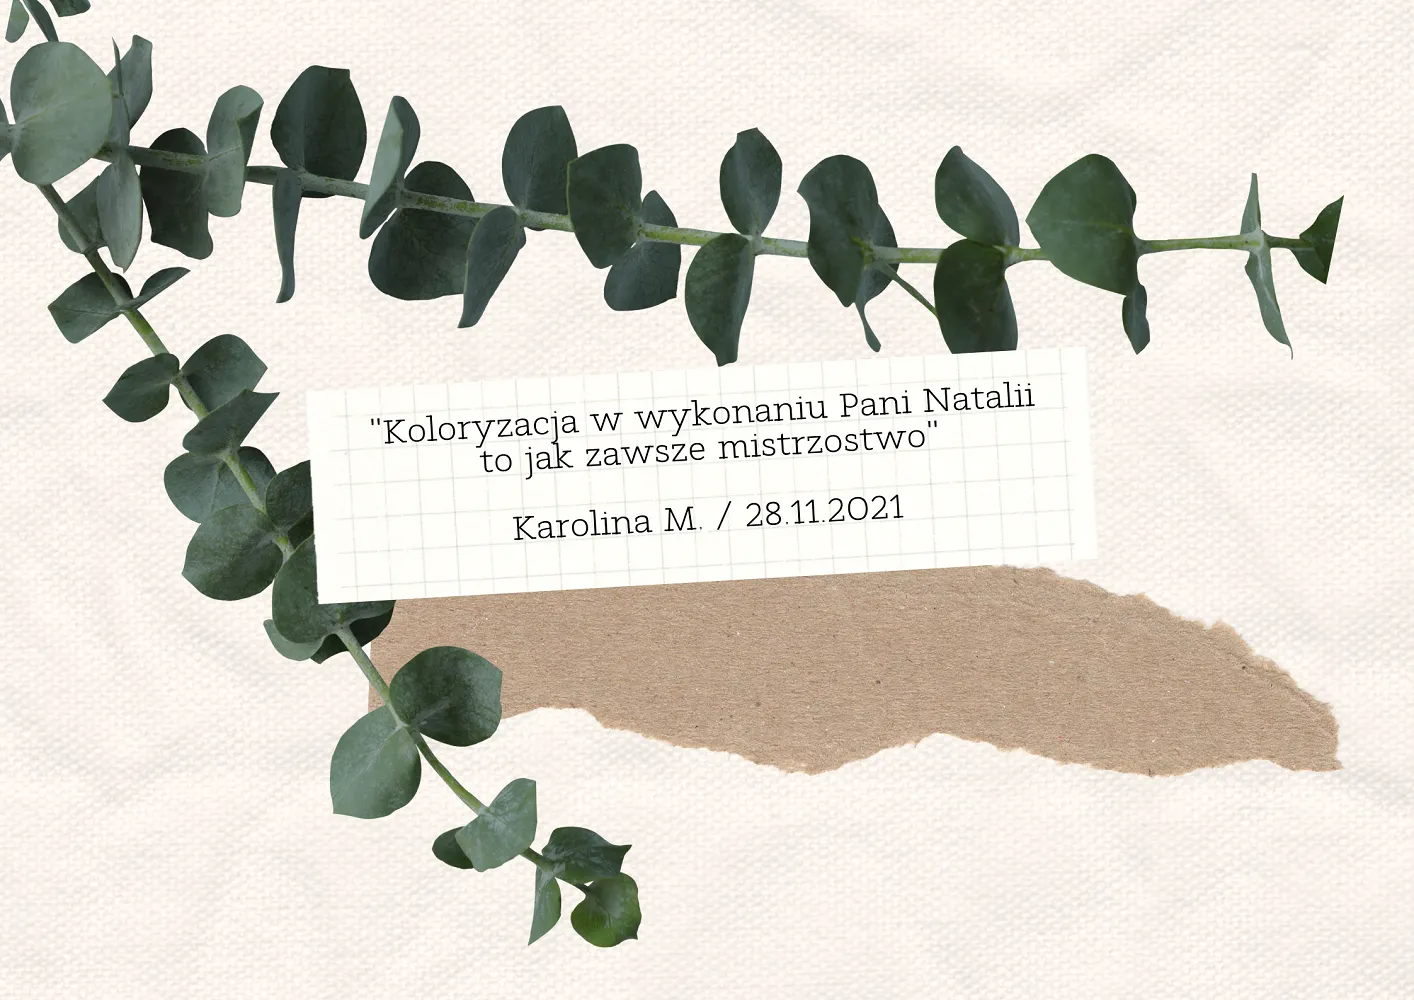 "Koloryzacja w wykonaniu Pani Natalii
to jak zawsze mistrzostwo"
Karolina M. / 28.11.2021